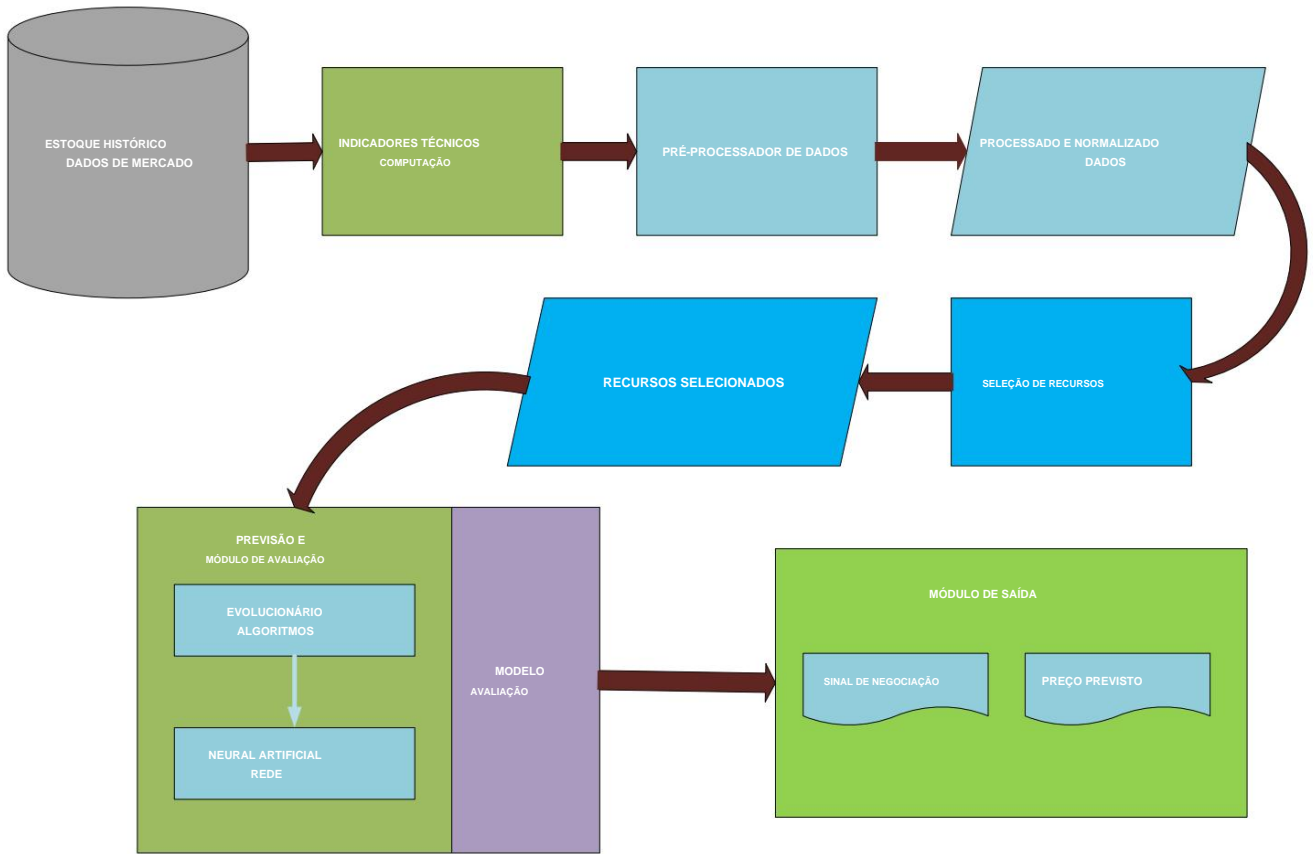 ESTOQUE HISTÓRICO
DADOS DE MERCADO
INDICADORES TÉCNICOS
COMPUTAÇÃO
PRÉ-PROCESSADOR DE DADOS
PROCESSADO E NORMALIZADO
DADOS
RECURSOS SELECIONADOS
SELEÇÃO DE RECURSOS
PREVISÃO E
MÓDULO DE AVALIAÇÃO
EVOLUCIONÁRIO
ALGORITMOS
NEURAL ARTIFICIAL
REDE
MODELO
AVALIAÇÃO
MÓDULO DE SAÍDA
SINAL DE NEGOCIAÇÃO
PREÇO PREVISTO